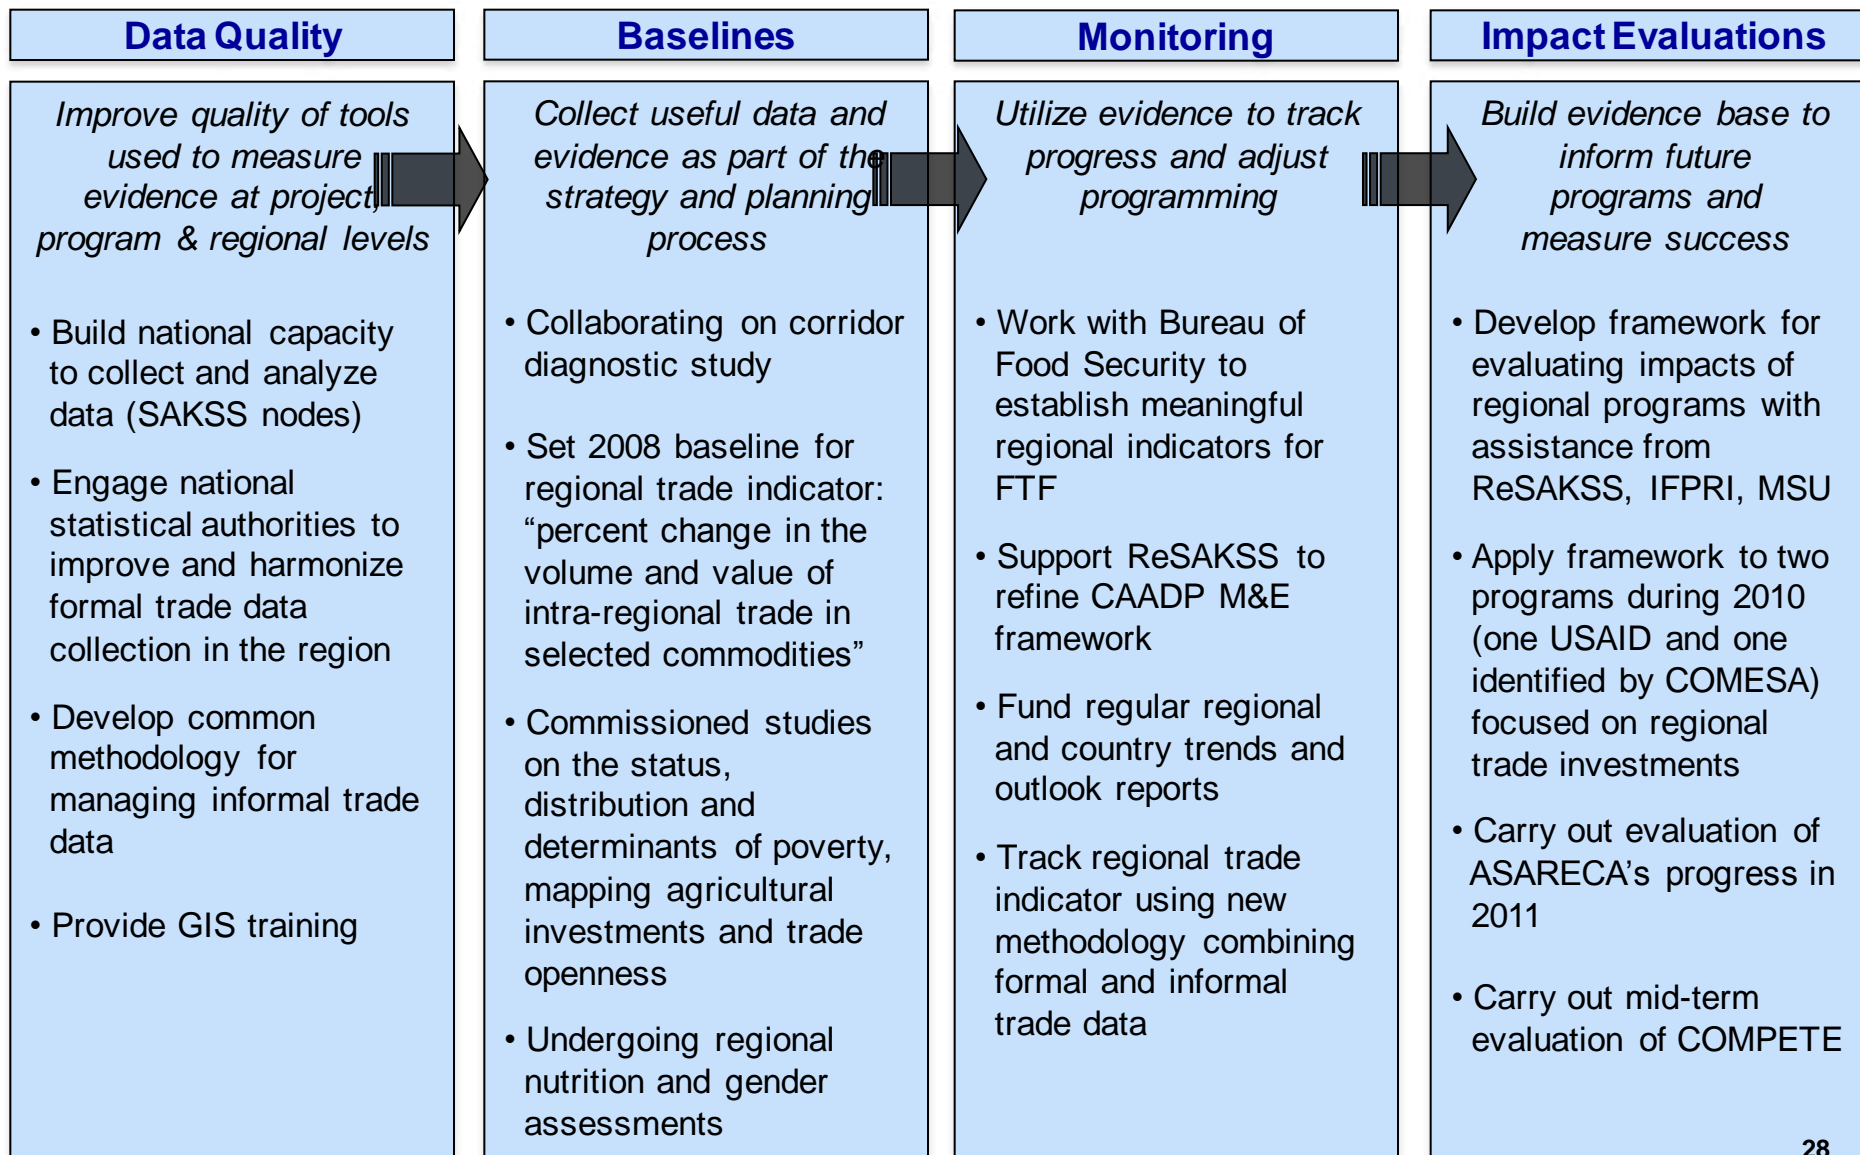 Data Quality
Improve quality of tools
used to measure
evidence at project,
program & regional levels
• Build national capacity
to collect and analyze
data (SAKSS nodes)
• Engage national
statistical authorities to
improve and harmonize
formal trade data
collection in the region
• Develop common
methodology for
managing informal trade
data
• Provide GIS training
Baselines
Collect useful data and
evidence as part of the
strategy and planning
process
• Collaborating on corridor
diagnostic study
• Set 2008 baseline for
regional trade indicator:
“percent change in the
volume and value of
intra-regional trade in
selected commodities”
• Commissioned studies
on the status,
distribution and
determinants of poverty,
mapping agricultural
investments and trade
openness
• Undergoing regional
nutrition and gender
assessments
Monitoring
Utilize evidence to track
progress and adjust
programming
• Work with Bureau of
Food Security to
establish meaningful
regional indicators for
FTF
• Support ReSAKSS to
refine CAADP M&E
framework
• Fund regular regional
and country trends and
outlook reports
• Track regional trade
indicator using new
methodology combining
formal and informal
trade data
Impact Evaluations
Build evidence base to
inform future
programs and
measure success
• Develop framework for
evaluating impacts of
regional programs with
assistance from
ReSAKSS, IFPRI, MSU
• Apply framework to two
programs during 2010
(one USAID and one
identified by COMESA)
focused on regional
trade investments
• Carry out evaluation of
ASARECA’s progress in
2011
• Carry out mid-term
evaluation of COMPETE
28